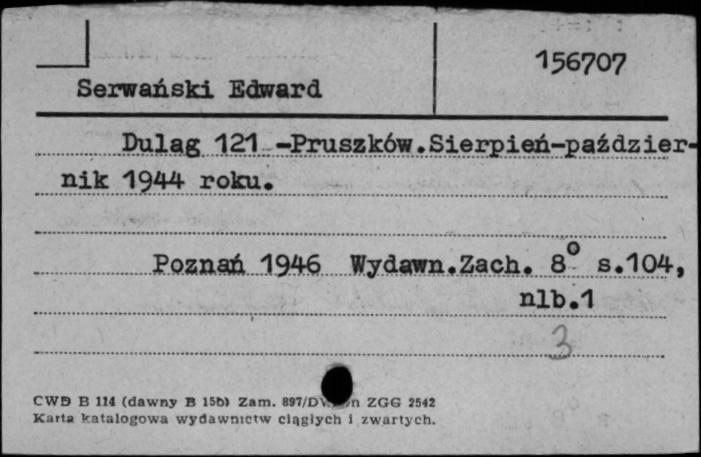 156707
Serwański Edward
Dulag 121 -Pruszków.Sierpień-paździer-
nik 1944 roku.
Poznań 1946 Wydawn.Zach. 8° s.104,
nlb.1
3
CWD B 114 (dawny B 15b) Zam. 897/D ZGG 2542
Karta katalogowa wydawnictw ciągłych i zwartych.